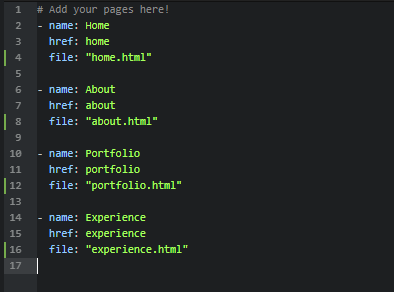 1 # Add your pages here!
2 - name: Home
3 href: home
4 file: "home.html"
5
6 - name: About
7 href: about
8 file: "about.html"
9
10 - name: Portfolio
11 href: portfolio
12 file: "portfolio.html"
13
14 - name: Experience
15 href: experience
16 file: "experience.html"
17